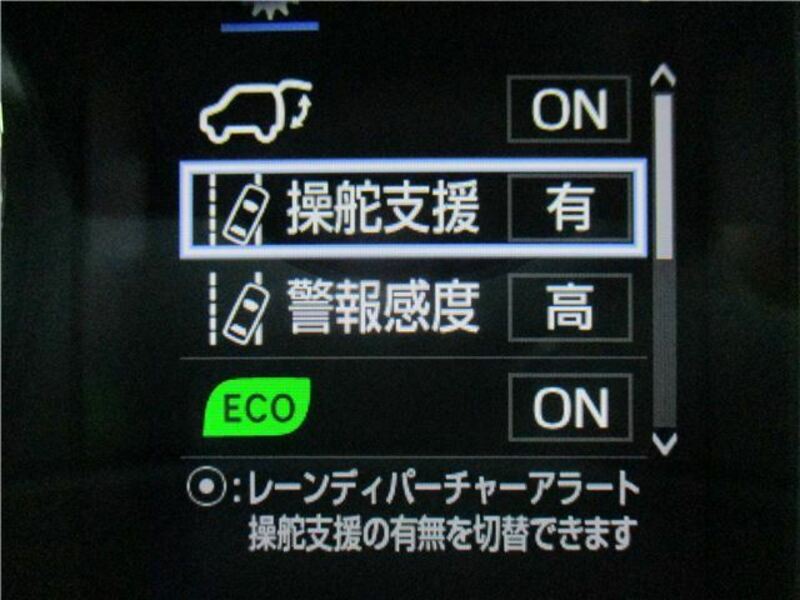 ON
操舵支援 有
警報感度 高
ECO ON
:レーンディパーチャーアラート
操舵支援の有無を切替できます